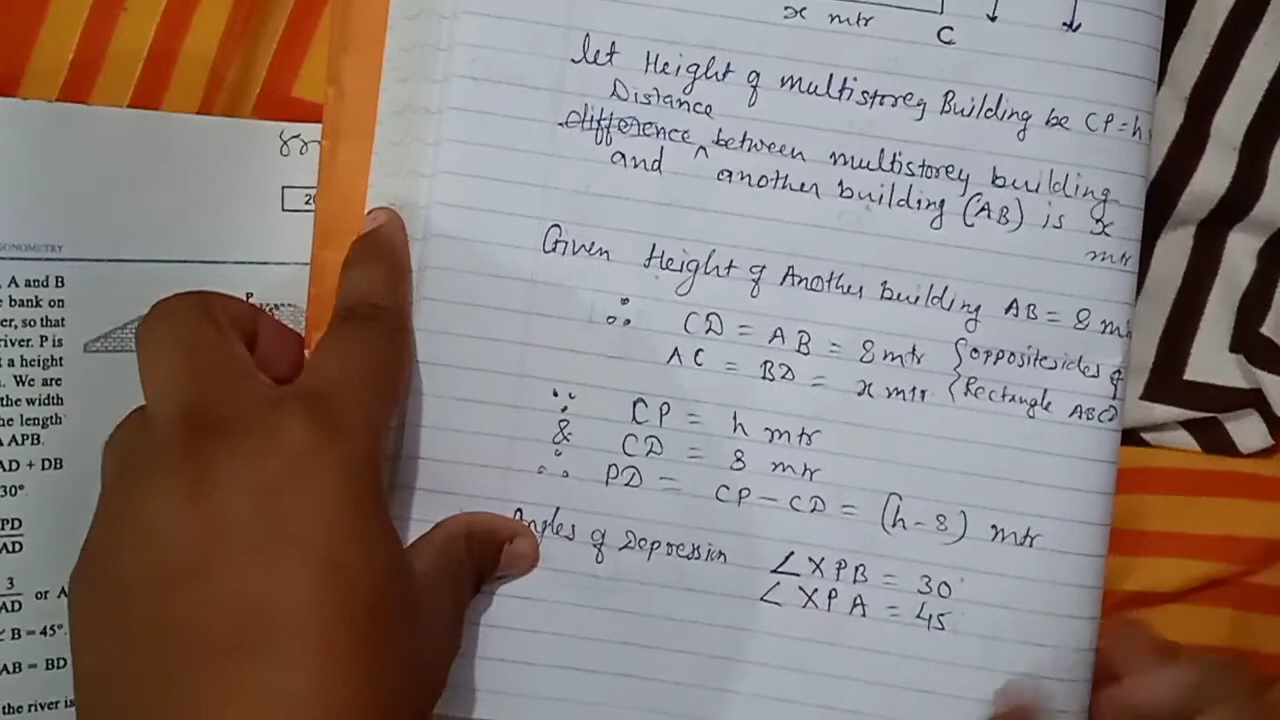 x mtr
C
let Height of multistorey Building be CP = h
Distance
difference between multistorey building
and another building (AB) is x
mtr
Given Height of Another building AB = 8 m
∴ CD = AB = 8 mtr { opposite sides of
AC = BD = x mtr. { Rectangle ABCD
∵ CP = h mtr
& CD = 8 mtr
∴ PD = CP - CD = (h - 8) mtr
Angles of Depression ∠XPB = 30°
∠XPA = 45
GONOMETRY
A and B
bank on
er, so that
river. P is
t a height
. We are
the width
he length
APB.
AD + DB
30°.
PD
AD
3
AD or A
∠B = 45°.
AB = BD
the river is
P